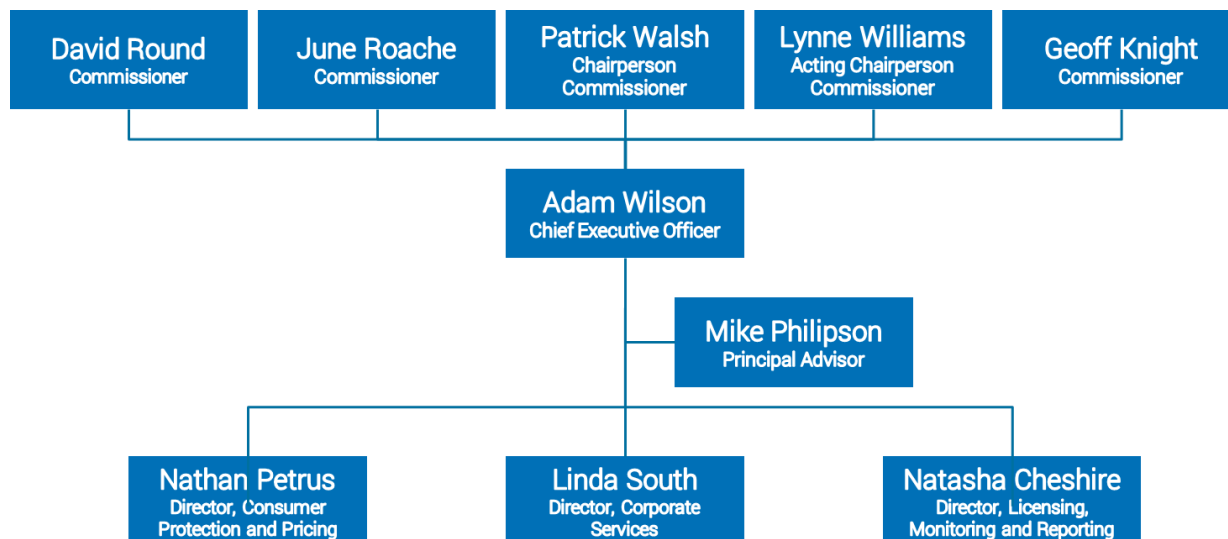 David Round
Commissioner
June Roache
Commissioner
Patrick Walsh
Chairperson
Commissioner
Lynne Williams
Acting Chairperson
Commissioner
Geoff Knight
Commissioner
Adam Wilson
Chief Executive Officer
Mike Philipson
Principal Advisor
Nathan Petrus
Director, Consumer
Protection and Pricing
Linda South
Director, Corporate
Services
Natasha Cheshire
Director, Licensing,
Monitoring and Reporting